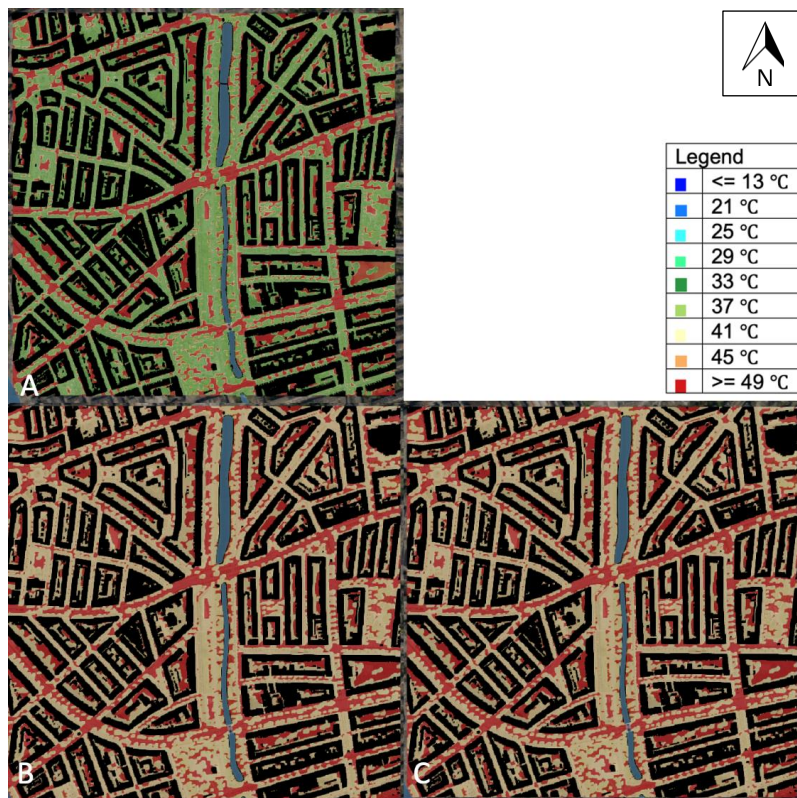 N
Legend
<= 13 ℃
21 ℃
25 ℃
29 ℃
33 ℃
37 ℃
41 ℃
45 ℃
>= 49 ℃
A
B
C